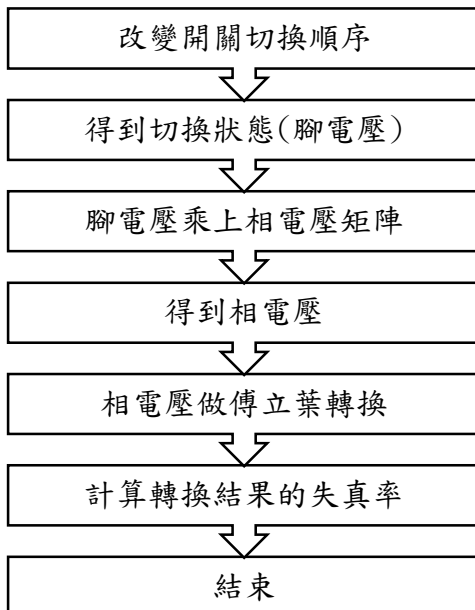 改變開關切換順序
得到切換狀態(腳電壓)
腳電壓乘上相電壓矩陣
得到相電壓
相電壓做傅立葉轉換
計算轉換結果的失真率
結束